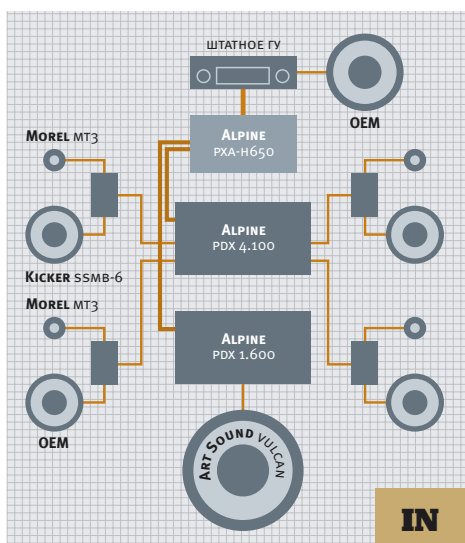 ШТАТНОЕ ГУ
OEM
MOREL MT3
ALPINE
PXA-H650
ALPINE
PDX 4.100
KICKER SSMB-6
MOREL MT3
ALPINE
PDX 1.600
OEM
ART SOUND VULCAN
IN